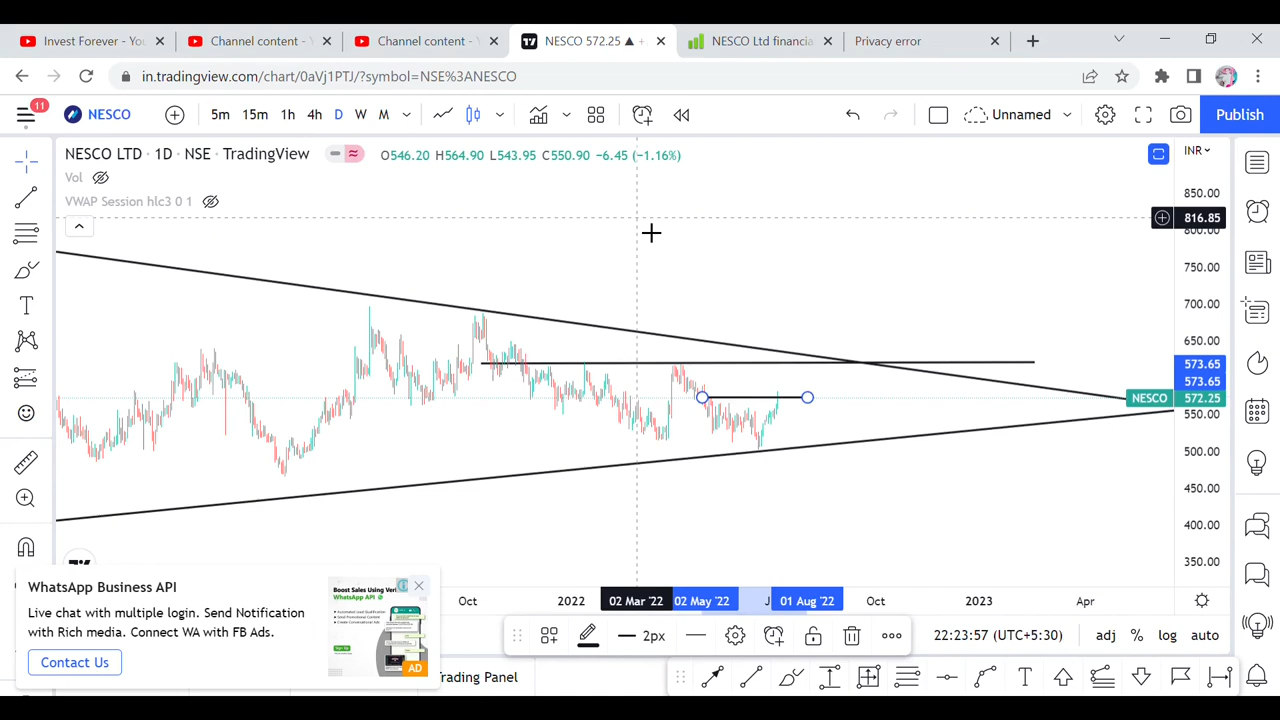 Invest Forever - You
Channel content - Y
Channel content - Y
NESCO 572.25 ▲ +
NESCO Ltd financia
Privacy error
in.tradingview.com/chart/0aVj1PTJ/?symbol=NSE%3ANESCO
11
NESCO
5m 15m 1h 4h D W M
Unnamed
Publish
NESCO LTD · 1D · NSE · TradingView
O546.20 H564.90 L543.95 C550.90 −6.45 (−1.16%)
INR
Vol
VWAP Session hlc3 0 1
850.00
816.85
800.00
750.00
700.00
650.00
573.65
573.65
NESCO 572.25
550.00
500.00
450.00
400.00
350.00
WhatsApp Business API
Live chat with multiple login. Send Notification
with Rich media. Connect WA with FB Ads.
Contact Us
AD
Oct 2022 02 Mar '22 02 May '22 01 Aug '22 Oct 2023 Apr
2px
22:23:57 (UTC+5:30)
adj % log auto
T
rading Panel
T